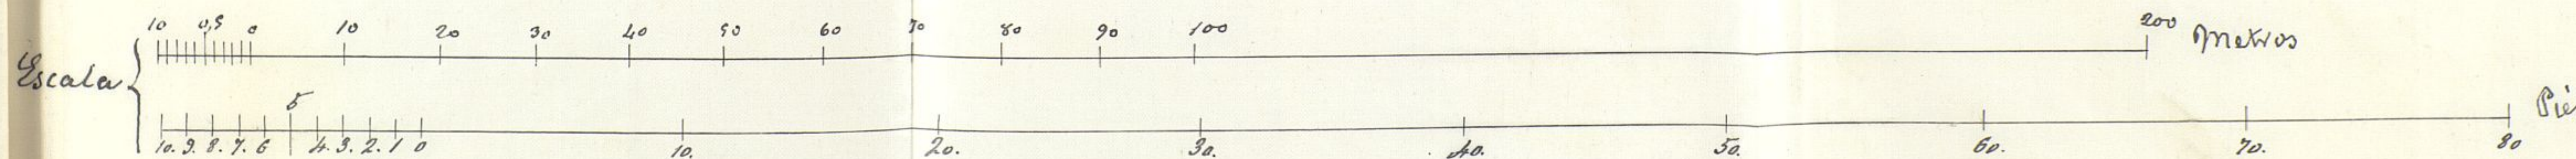 10 0,5 0 10 20 30 40 50 60 70 80 90 100 200 metros
Escala
5 Pié
10. 9. 8. 7. 6 4. 3. 2. 1 0 10. 20. 30. 40. 50. 60. 70. 80